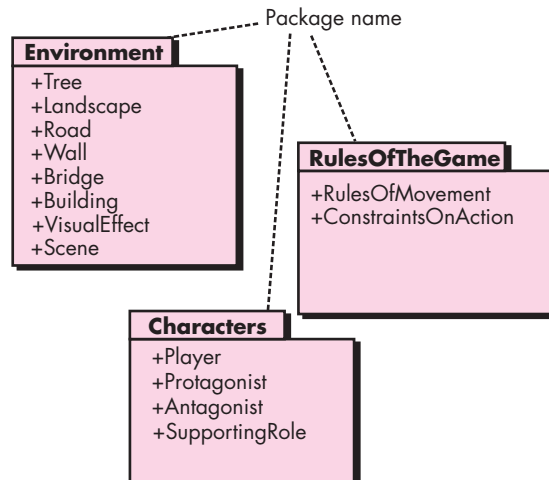 Package name
Environment
+Tree
+Landscape
+Road
+Wall
+Bridge
+Building
+VisualEffect
+Scene
RulesOfTheGame
+RulesOfMovement
+ConstraintsOnAction
Characters
+Player
+Protagonist
+Antagonist
+SupportingRole